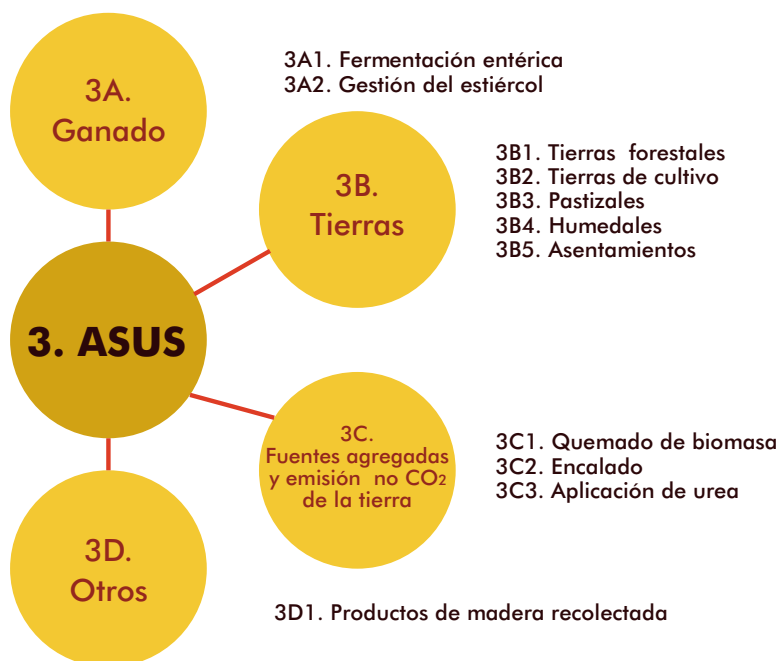 3A.
Ganado
3A1. Fermentación entérica
3A2. Gestión del estiércol
3B.
Tierras
3B1. Tierras forestales
3B2. Tierras de cultivo
3B3. Pastizales
3B4. Humedales
3B5. Asentamientos
3. ASUS
3C.
Fuentes agregadas
y emisión no CO2
de la tierra
3C1. Quemado de biomasa
3C2. Encalado
3C3. Aplicación de urea
3D.
Otros
3D1. Productos de madera recolectada